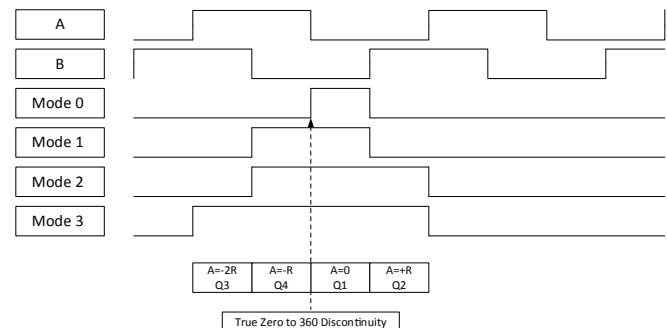 A
B
Mode 0
Mode 1
Mode 2
Mode 3
A=-2R A=-R A=0 A=+R
Q3 Q4 Q1 Q2
True Zero to 360 Discontinuity